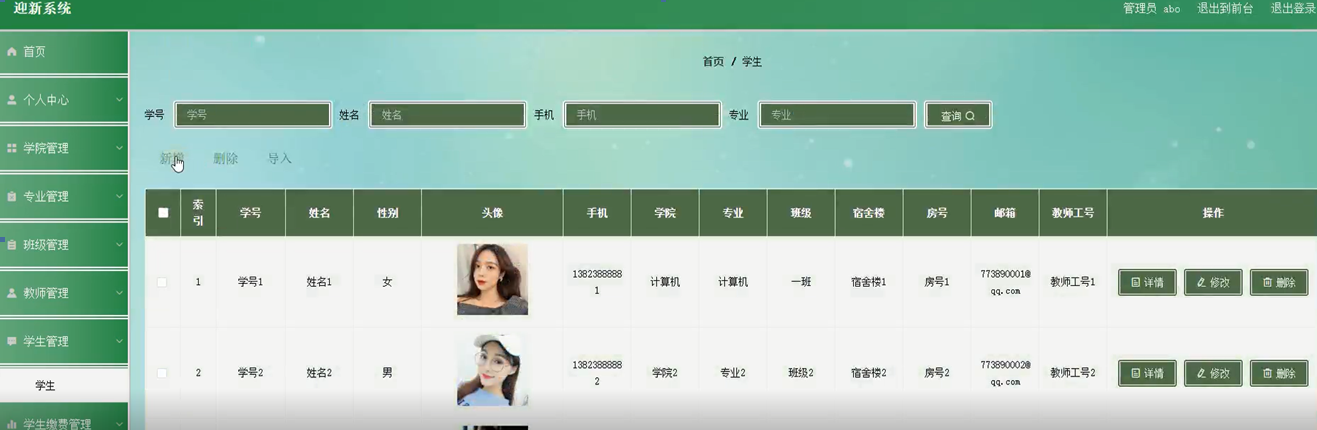 迎新系统
管理员 abo 退出到前台 退出登录
首页
个人中心
学院管理
专业管理
班级管理
教师管理
学生管理
学生
学生缴费管理
首页 / 学生
学号 学号 姓名 姓名 手机 手机 专业 专业 查询
新增 删除 导入
索引 学号 姓名 性别 头像 手机 学院 专业 班级 宿舍楼 房号 邮箱 教师工号 操作
1 学号1 姓名1 女 13823888881 计算机 计算机 一班 宿舍楼1 房号1 773890001@qq.com 教师工号1 详情 修改 删除
2 学号2 姓名2 男 13823888882 学院2 专业2 班级2 宿舍楼2 房号2 773890002@qq.com 教师工号2 详情 修改 删除